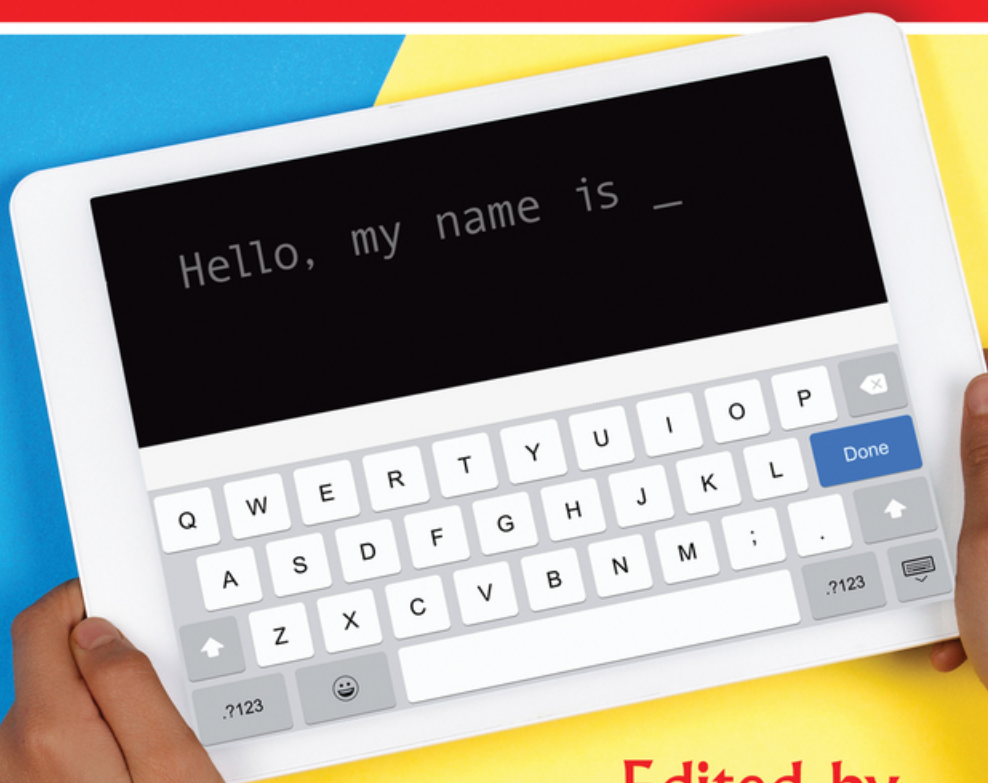 Hello, my name is _
Q W E R T Y U I O P
A S D F G H J K L Done
Z X C V B N M ; . .?123
.?123
Edited by